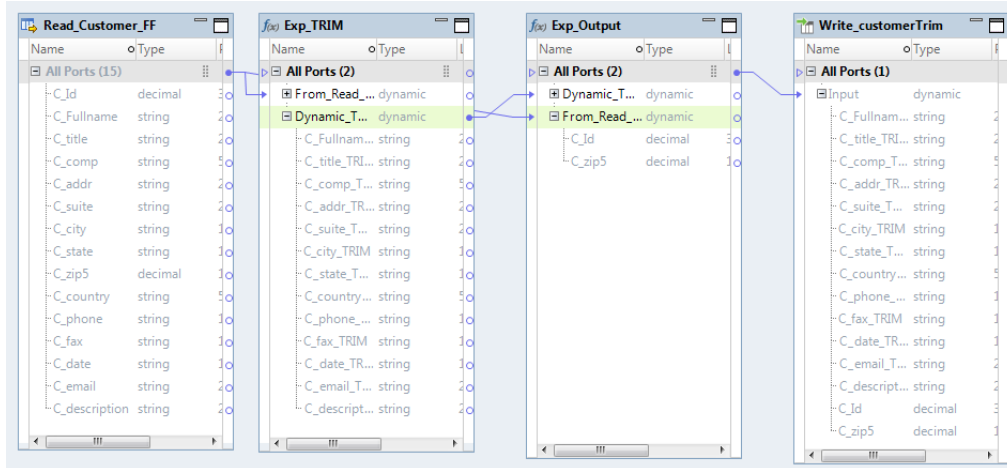 Read_Customer_FF
Name Type
All Ports (15)
C_Id decimal
C_Fullname string
C_title string
C_comp string
C_addr string
C_suite string
C_city string
C_state string
C_zip5 decimal
C_country string
C_phone string
C_fax string
C_date string
C_email string
C_description string
f(x) Exp_TRIM
Name Type
All Ports (2)
From_Read_... dynamic
Dynamic_T... dynamic
C_Fullnam... string
C_title_TRI... string
C_comp_T... string
C_addr_TR... string
C_suite_T... string
C_city_TRIM string
C_state_T... string
C_country... string
C_phone_... string
C_fax_TRIM string
C_date_TR... string
C_email_T... string
C_descript... string
f(x) Exp_Output
Name Type
All Ports (2)
Dynamic_T... dynamic
From_Read_... dynamic
C_Id decimal
C_zip5 decimal
Write_customerTrim
Name Type
All Ports (1)
Input dynamic
C_Fullnam... string
C_title_TRI... string
C_comp_T... string
C_addr_TR... string
C_suite_T... string
C_city_TRIM string
C_state_T... string
C_country... string
C_phone_... string
C_fax_TRIM string
C_date_TR... string
C_email_T... string
C_descript... string
C_Id decimal
C_zip5 decimal